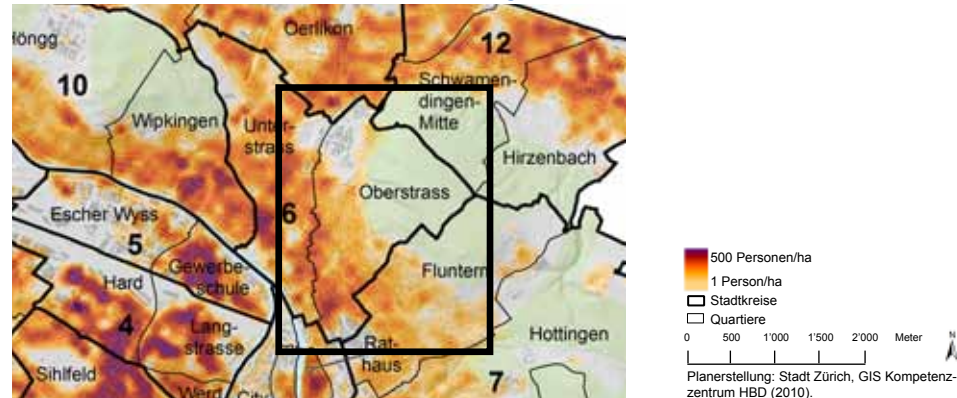 Höngg
Oerlikon
12
10
Schwamen-
dingen-
Mitte
Wipkingen
Unter-
strass
Hirzenbach
Oberstrass
Escher Wyss
6
5
Gewerbe-
schule
Fluntern
Hard
4
Lang-
strasse
Rat-
haus
Hottingen
Sihlfeld
7
Werd
City
500 Personen/ha
1 Person/ha
Stadtkreise
Quartiere
0 500 1'000 1'500 2'000 Meter
N
Planerstellung: Stadt Zürich, GIS Kompetenz-
zentrum HBD (2010).